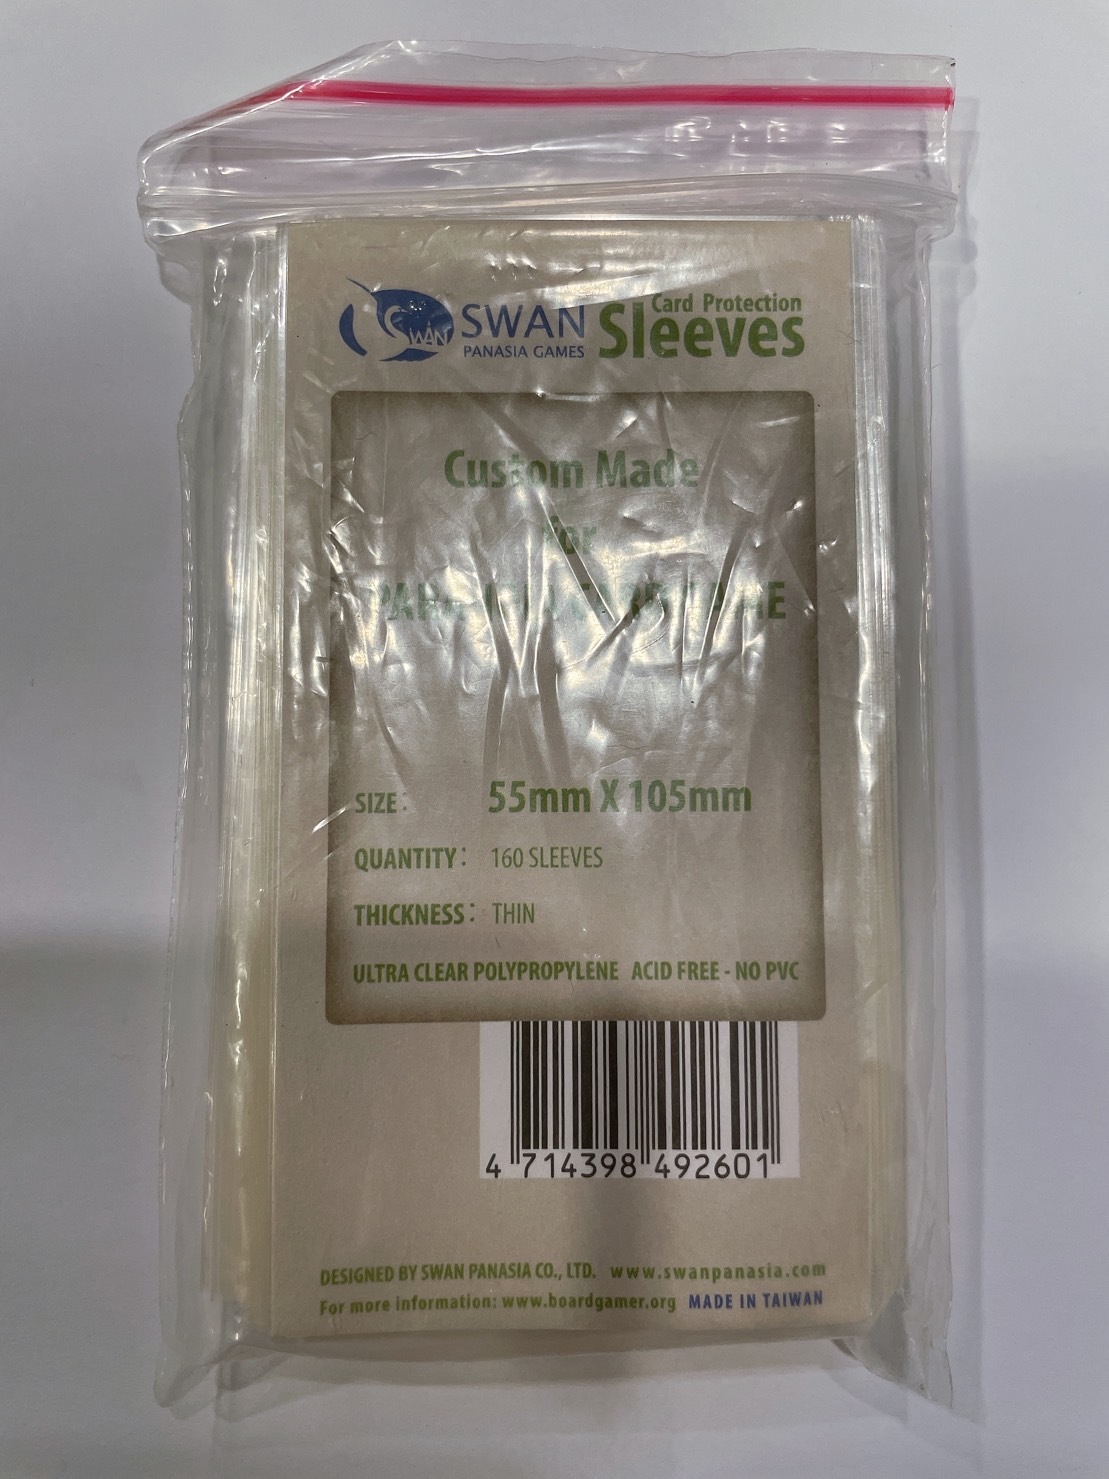 SWAN
SWAN
PANASIA GAMES
Card Protection
Sleeves
Custom Made
for
SIZE: 55mm X 105mm
QUANTITY: 160 SLEEVES
THICKNESS: THIN
ULTRA CLEAR POLYPROPYLENE ACID FREE - NO PVC
4 714398 492601
DESIGNED BY SWAN PANASIA CO., LTD. www.swanpanasia.com
For more information: www.boardgamer.org MADE IN TAIWAN